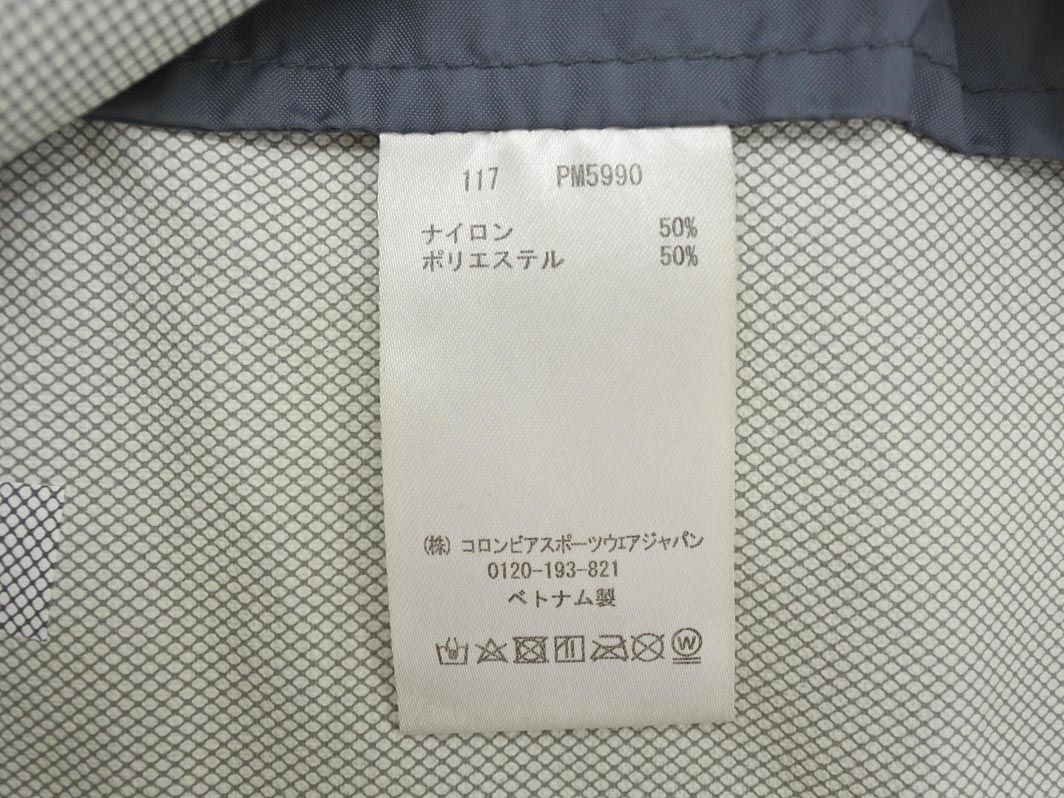 117 PM5990
ナイロン 50%
ポリエステル 50%
(株)コロンビアスポーツウェアジャパン
0120-193-821
ベトナム製
W